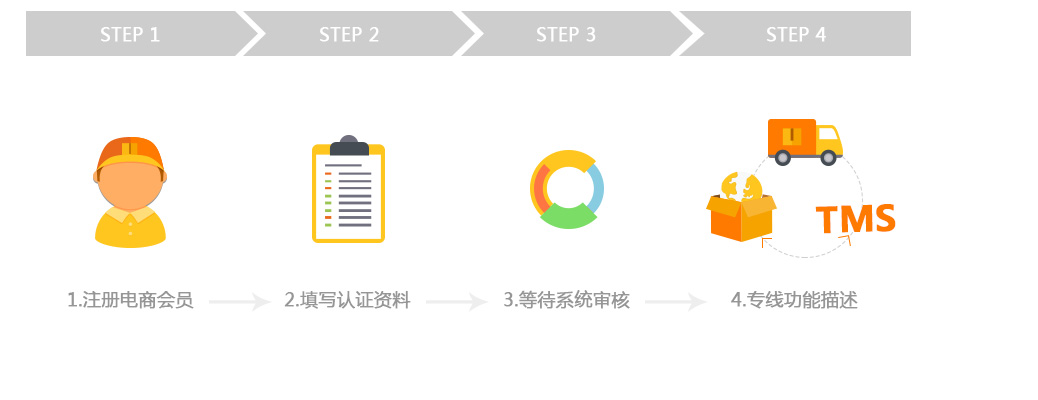 STEP 1
STEP 2
STEP 3
STEP 4
TMS
1.注册电商会员
2.填写认证资料
3.等待系统审核
4.专线功能描述